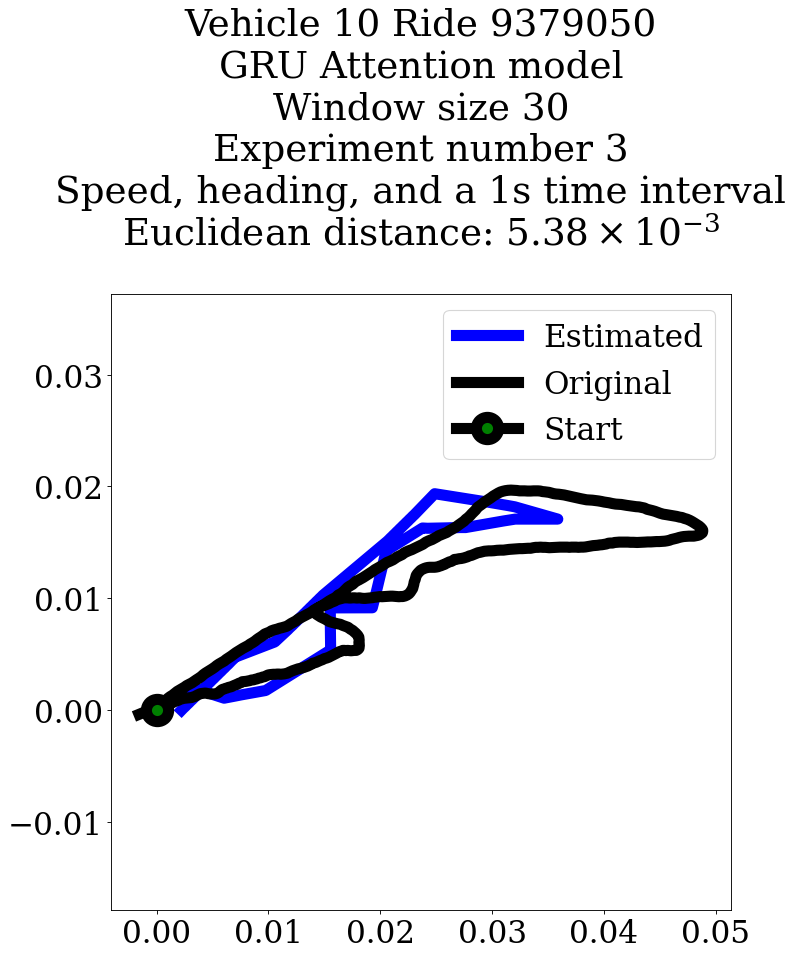 Vehicle 10 Ride 9379050
GRU Attention model
Window size 30
Experiment number 3
Speed, heading, and a 1s time interval
Euclidean distance: 5.38 × 10⁻³
Estimated
Original
Start
0.03
0.02
0.01
0.00
−0.01
0.00 0.01 0.02 0.03 0.04 0.05